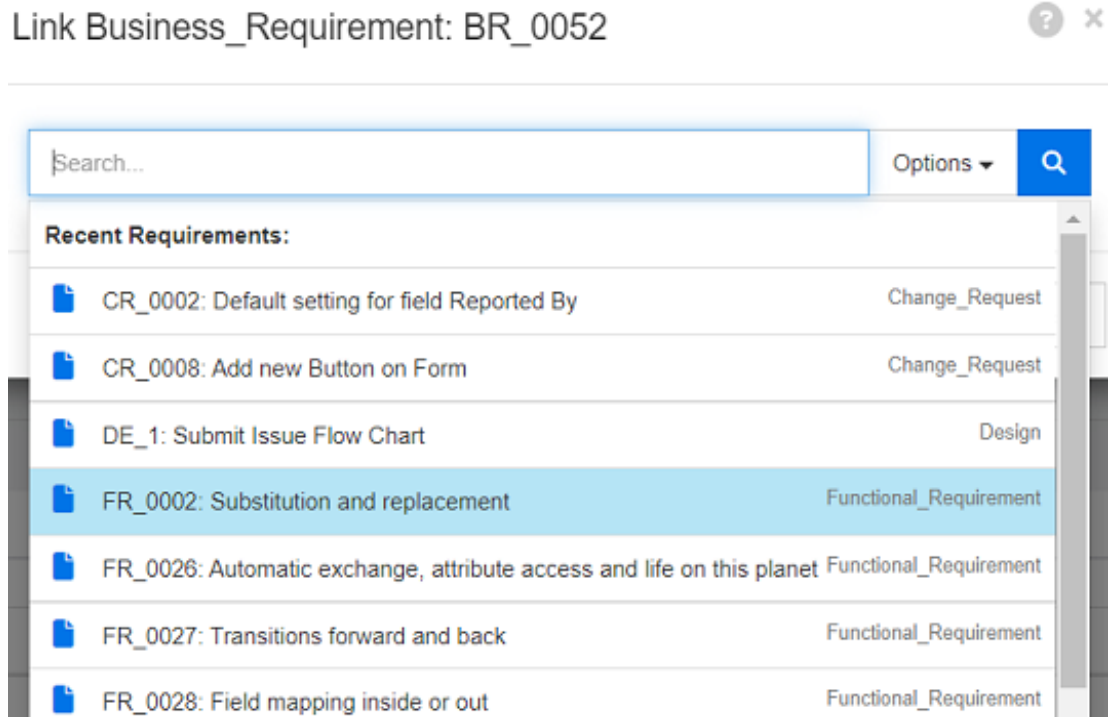 Link Business_Requirement: BR_0052
Search...
Options
Recent Requirements:
CR_0002: Default setting for field Reported By Change_Request
CR_0008: Add new Button on Form Change_Request
DE_1: Submit Issue Flow Chart Design
FR_0002: Substitution and replacement Functional_Requirement
FR_0026: Automatic exchange, attribute access and life on this planet Functional_Requirement
FR_0027: Transitions forward and back Functional_Requirement
FR_0028: Field mapping inside or out Functional_Requirement